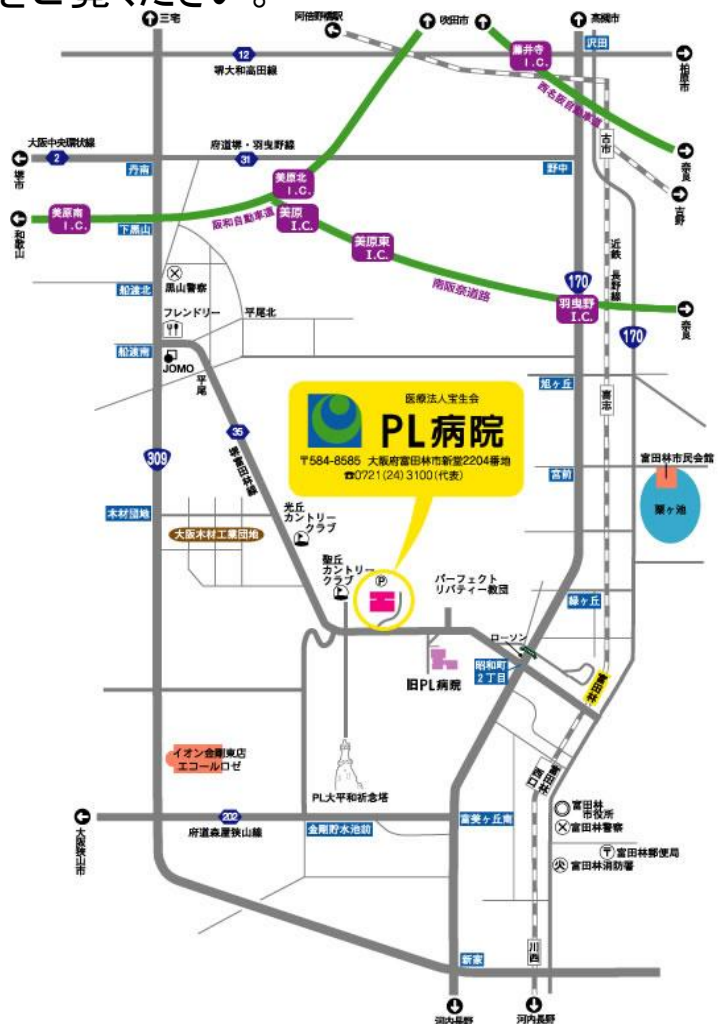 をご覧ください。
三宅
阿倍野橋駅
吹田市
高槻市
藤井寺
I.C.
沢田
12
堺大和高田線
柏原市
西名阪自動車道
大阪中央環状線
2
府道堺・羽曳野線
31
古市
堺市
丹南
美原北
I.C.
野中
奈良
吉野
美原南
I.C.
美原
I.C.
阪和自動車道
下黒山
和歌山
美原東
I.C.
近鉄 長野線
黒山警察
船渡北
南阪奈道路
170
羽曳野
I.C.
奈良
170
フレンドリー
平尾北
船渡南
JOMO
平尾
旭ヶ丘
喜志
医療法人宝生会
PL病院
〒584-8585 大阪府富田林市新堂2204番地
☎0721(24)3100(代表)
35
堺富田林線
309
富田林市民会館
宮前
粟ヶ池
木材団地
大阪木材工業団地
光丘
カントリー
クラブ
聖丘
カントリー
クラブ
P
パーフェクト
リバティー教団
緑ヶ丘
ローソン
昭和町
2丁目
旧PL病院
富田林
イオン金剛東店
エコールロゼ
PL大平和祈念塔
富田林
西口
富田林
市役所
富田林警察
富田林郵便局
富田林消防署
202
府道森屋狭山線
金剛貯水池前
富美ヶ丘南
大阪狭山市
川西
新家
河内長野
河内長野